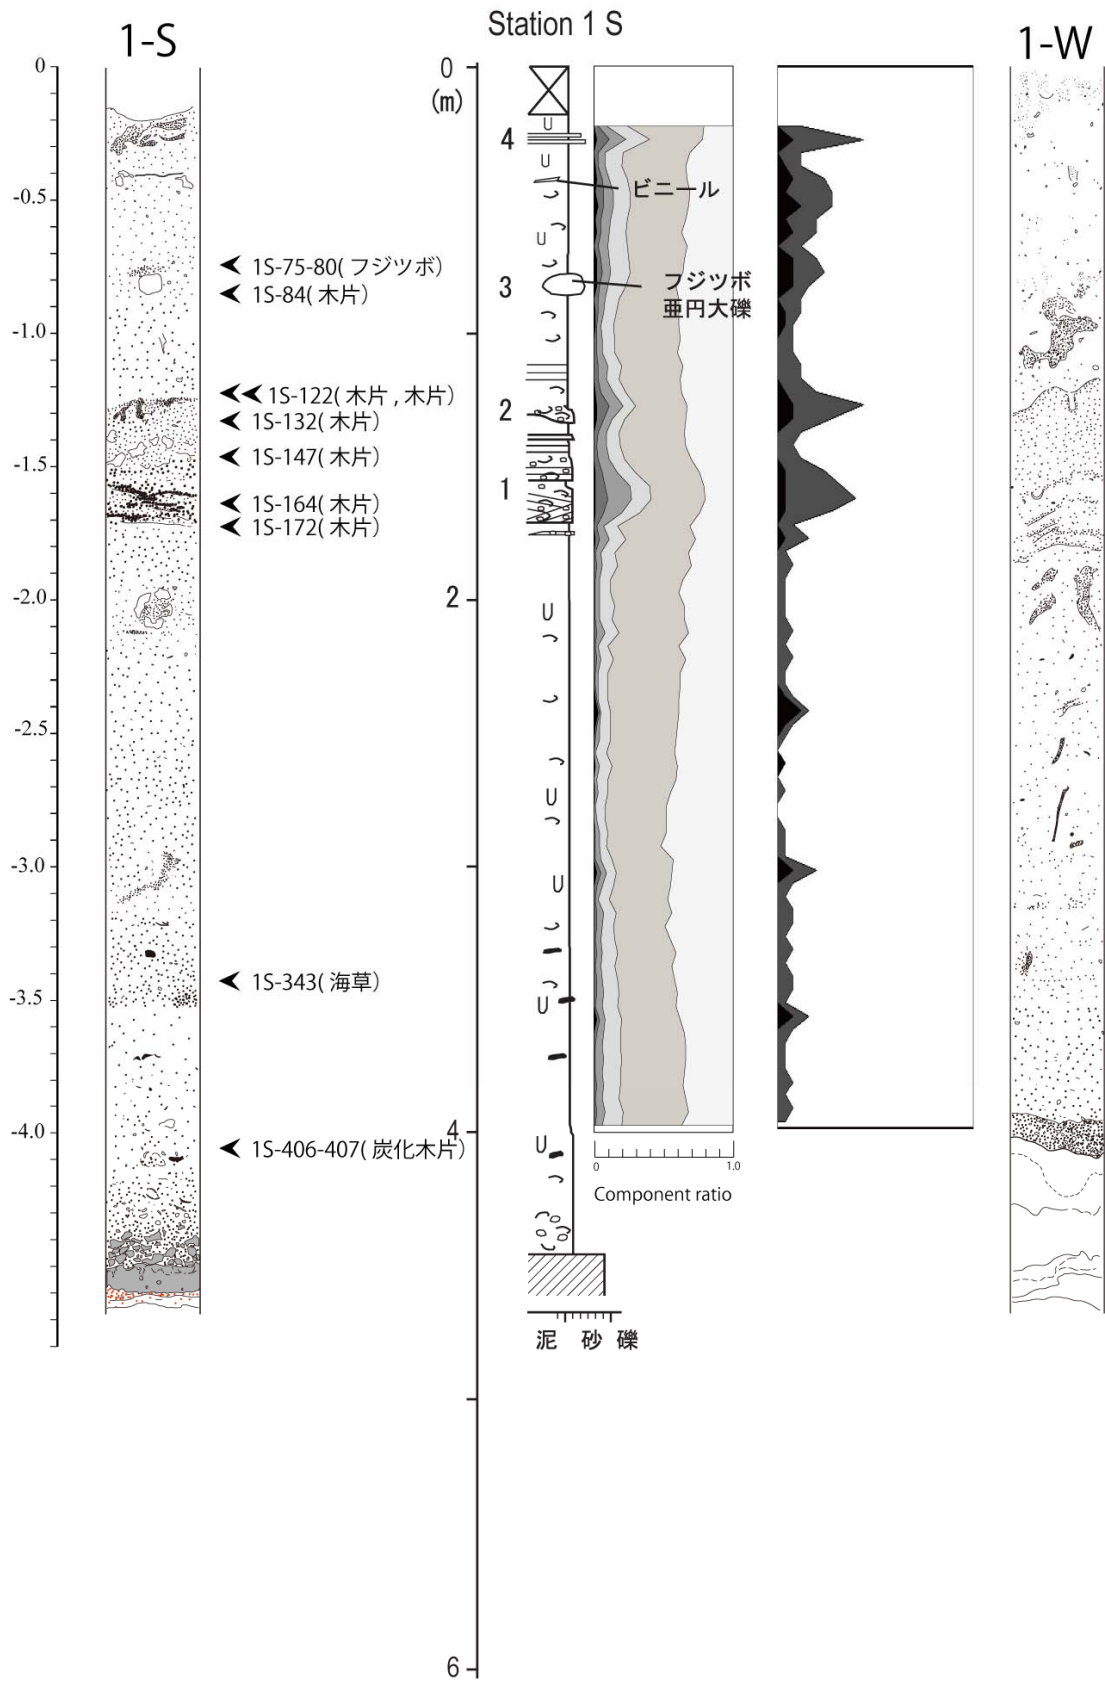 Station 1 S
1-S
1-W
0
-0.5
-1.0
-1.5
-2.0
-2.5
-3.0
-3.5
-4.0
1S-75-80(フジツボ)
1S-84(木片)
1S-122(木片 , 木片)
1S-132(木片)
1S-147(木片)
1S-164(木片)
1S-172(木片)
1S-343(海草)
1S-406-407(炭化木片)
0
(m)
2
4
6
4
3
2
1
ビニール
フジツボ
亜円大礫
泥 砂 礫
0 1.0
Component ratio